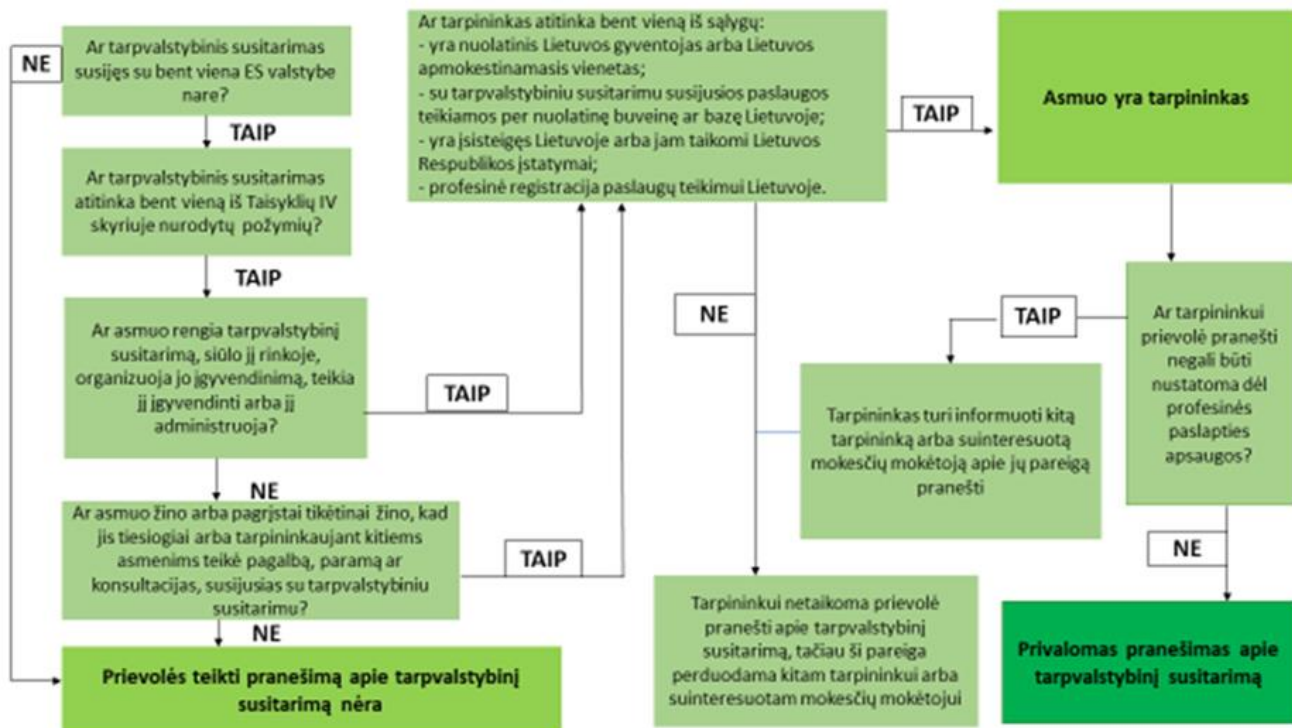 NE
Ar tarpvalstybinis susitarimas
susijęs su bent viena ES valstybe
nare?
TAIP
Ar tarpvalstybinis susitarimas
atitinka bent vieną iš Taisyklių IV
skyriuje nurodytų požymių?
TAIP
Ar asmuo rengia tarpvalstybinį
susitarimą, siūlo jį rinkoje,
organizuoja jo įgyvendinimą, teikia
jį įgyvendinti arba jį
administruoja?
TAIP
NE
Ar asmuo žino arba pagrįstai tikėtinai žino, kad
jis tiesiogiai arba tarpininkaujant kitiems
asmenims teikė pagalbą, paramą ar
konsultacijas, susijusias su tarpvalstybiniu
susitarimu?
TAIP
NE
Prievolės teikti pranešimą apie tarpvalstybinį
susitarimą nėra
Ar tarpininkas atitinka bent vieną iš sąlygų:
- yra nuolatinis Lietuvos gyventojas arba Lietuvos
apmokestinamasis vienetas;
- su tarpvalstybiniu susitarimu susijusios paslaugos
teikiamos per nuolatinę buveinę ar bazę Lietuvoje;
- yra įsisteigęs Lietuvoje arba jam taikomi Lietuvos
Respublikos įstatymai;
- profesinė registracija paslaugų teikimui Lietuvoje.
TAIP
NE
Asmuo yra tarpininkas
Ar tarpininkui
prievolė pranešti
negali būti
nustatoma dėl
profesinės
paslapties
apsaugos?
TAIP
Tarpininkas turi informuoti kitą
tarpininką arba suinteresuotą
mokesčių mokėtoją apie jų pareigą
pranešti
NE
Tarpininkui netaikoma prievolė
pranešti apie tarpvalstybinį
susitarimą, tačiau ši pareiga
perduodama kitam tarpininkui arba
suinteresuotam mokesčių mokėtojui
Privalomas pranešimas apie
tarpvalstybinį susitarimą